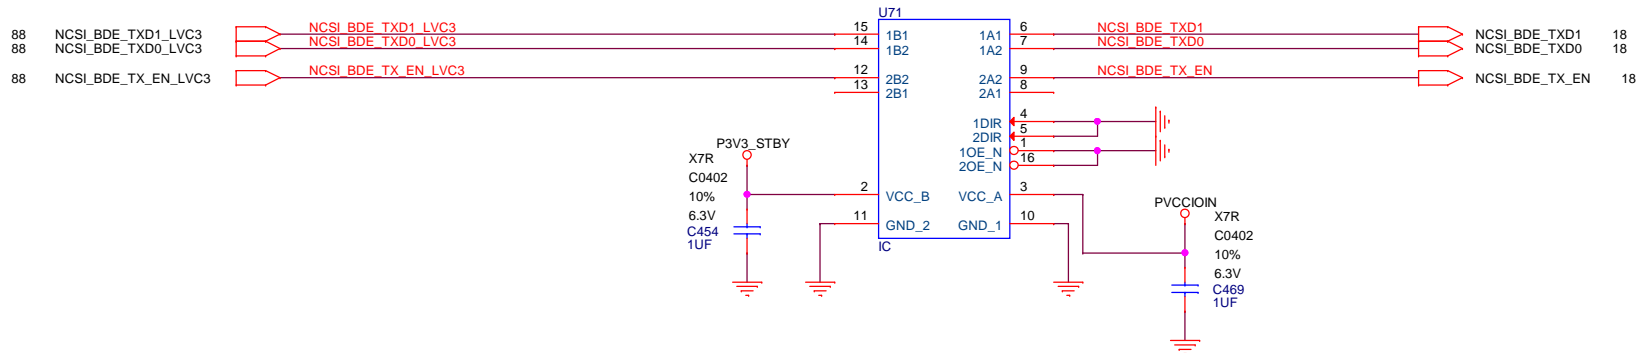 U71
88 NCSI_BDE_TXD1_LVC3 NCSI_BDE_TXD1_LVC3 15 1B1 1A1 6 NCSI_BDE_TXD1 NCSI_BDE_TXD1 18
88 NCSI_BDE_TXD0_LVC3 NCSI_BDE_TXD0_LVC3 14 1B2 1A2 7 NCSI_BDE_TXD0 NCSI_BDE_TXD0 18
88 NCSI_BDE_TX_EN_LVC3 NCSI_BDE_TX_EN_LVC3 12 2B2 2A2 9 NCSI_BDE_TX_EN NCSI_BDE_TX_EN 18
13 2B1 2A1 8
1DIR 4
2DIR 5
1OE_N 1
2OE_N 16
P3V3_STBY
X7R
C0402
10%
6.3V
C454
1UF
2 VCC_B VCC_A 3
11 GND_2 GND_1 10
IC
PVCCIOIN
X7R
C0402
10%
6.3V
C469
1UF